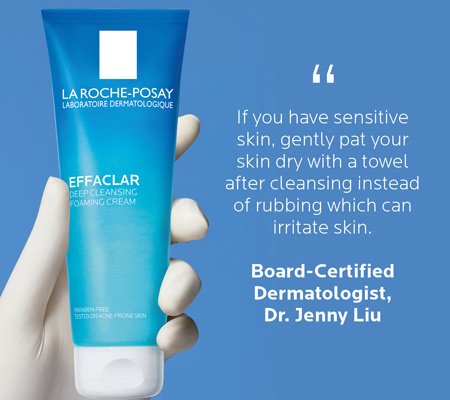 LA ROCHE-POSAY
LABORATOIRE DERMATOLOGIQUE
EFFACLAR
DEEP CLEANSING
FOAMING CREAM
PARABEN-FREE
TESTED ON ACNE-PRONE SKIN
“
If you have sensitive
skin, gently pat your
skin dry with a towel
after cleansing instead
of rubbing which can
irritate skin.
Board-Certified
Dermatologist,
Dr. Jenny Liu